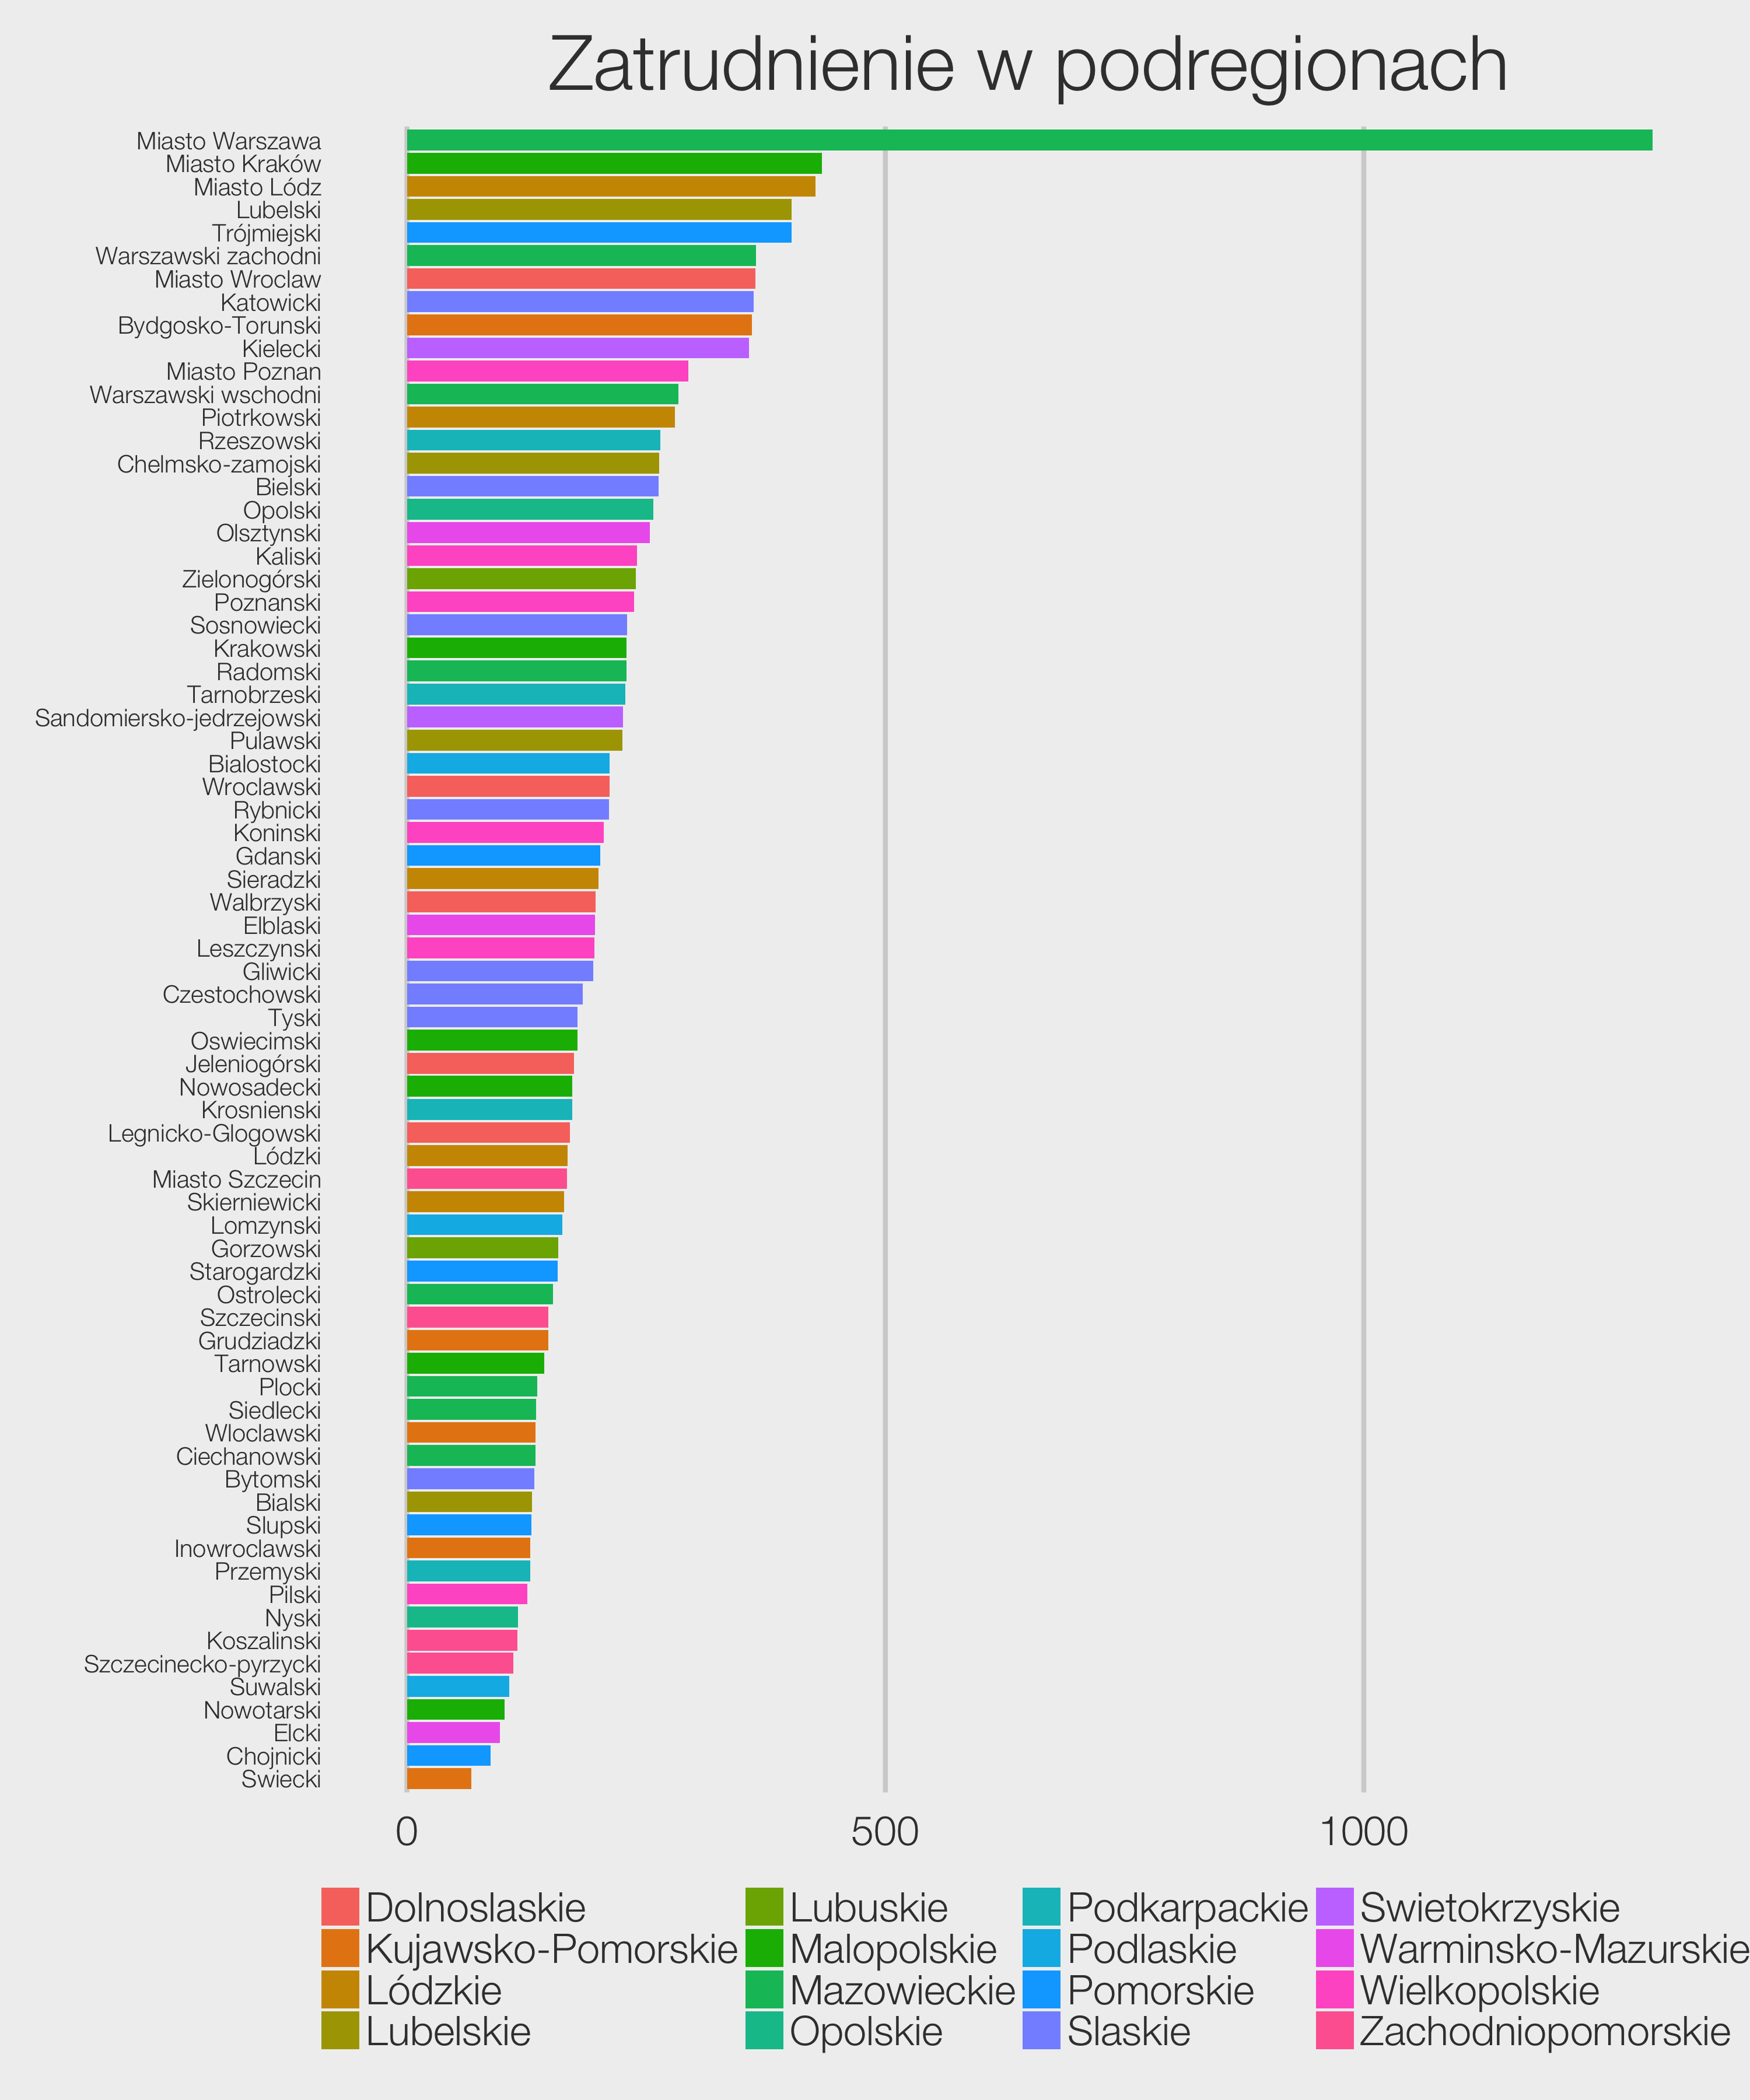 Zatrudnienie w podregionach
Miasto Warszawa
Miasto Kraków
Miasto Lódz
Lubelski
Trójmiejski
Warszawski zachodni
Miasto Wroclaw
Katowicki
Bydgosko-Torunski
Kielecki
Miasto Poznan
Warszawski wschodni
Piotrkowski
Rzeszowski
Chelmsko-zamojski
Bielski
Opolski
Olsztynski
Kaliski
Zielonogórski
Poznanski
Sosnowiecki
Krakowski
Radomski
Tarnobrzeski
Sandomiersko-jedrzejowski
Pulawski
Bialostocki
Wroclawski
Rybnicki
Koninski
Gdanski
Sieradzki
Walbrzyski
Elblaski
Leszczynski
Gliwicki
Czestochowski
Tyski
Oswiecimski
Jeleniogórski
Nowosadecki
Krosnienski
Legnicko-Glogowski
Lódzki
Miasto Szczecin
Skierniewicki
Lomzynski
Gorzowski
Starogardzki
Ostrolecki
Szczecinski
Grudziadzki
Tarnowski
Plocki
Siedlecki
Wloclawski
Ciechanowski
Bytomski
Bialski
Slupski
Inowroclawski
Przemyski
Pilski
Nyski
Koszalinski
Szczecinecko-pyrzycki
Suwalski
Nowotarski
Elcki
Chojnicki
Swiecki
0 500 1000
Dolnoslaskie Lubuskie Podkarpackie Swietokrzyskie
Kujawsko-Pomorskie Malopolskie Podlaskie Warminsko-Mazurskie
Lódzkie Mazowieckie Pomorskie Wielkopolskie
Lubelskie Opolskie Slaskie Zachodniopomorskie